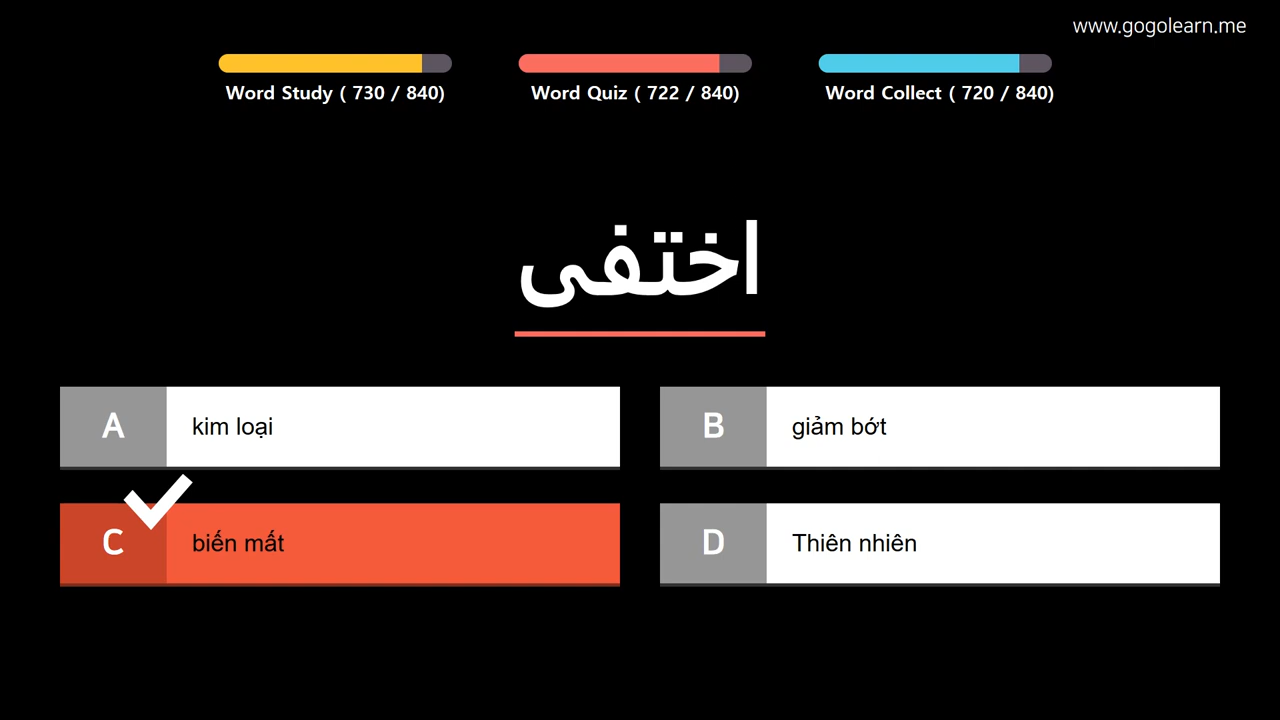 www.gogolearn.me
Word Study ( 730 / 840)
Word Quiz ( 722 / 840)
Word Collect ( 720 / 840)
اختفى
A kim loại
B giảm bớt
C biến mất
D Thiên nhiên